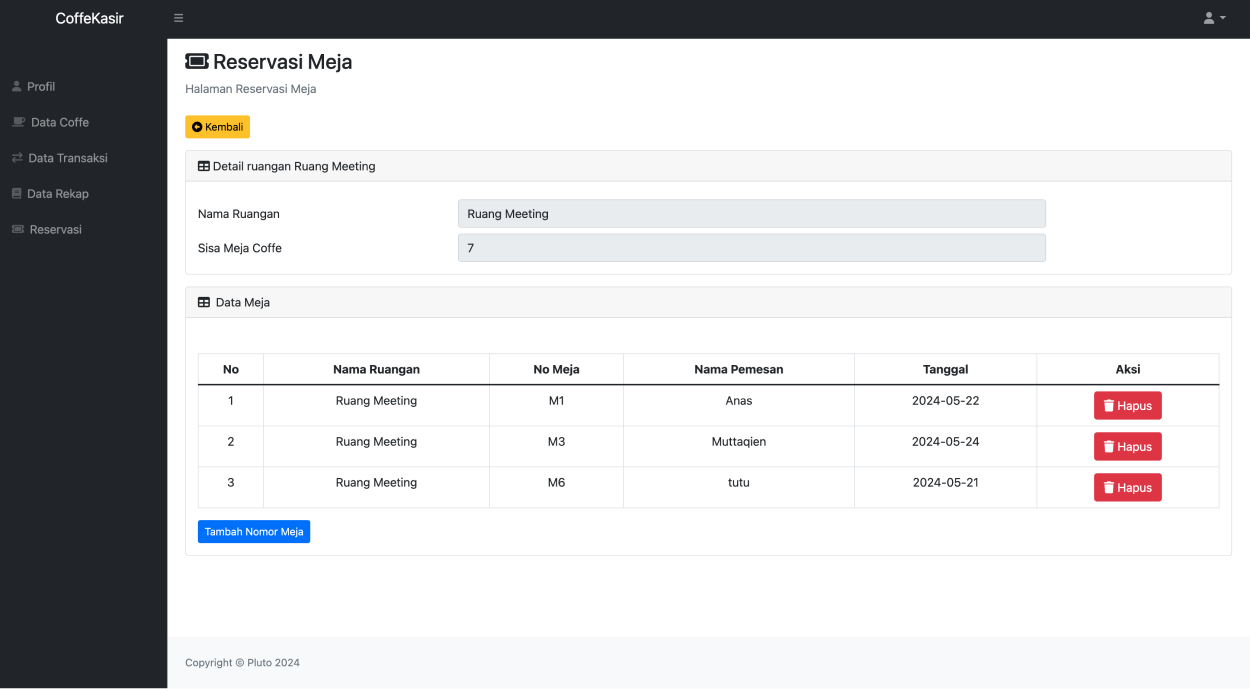 CoffeKasir
Profil
Data Coffe
Data Transaksi
Data Rekap
Reservasi
Reservasi Meja
Halaman Reservasi Meja
Kembali
Detail ruangan Ruang Meeting
Nama Ruangan Ruang Meeting
Sisa Meja Coffe 7
Data Meja
No Nama Ruangan No Meja Nama Pemesan Tanggal Aksi
1 Ruang Meeting M1 Anas 2024-05-22 Hapus
2 Ruang Meeting M3 Muttaqien 2024-05-24 Hapus
3 Ruang Meeting M6 tutu 2024-05-21 Hapus
Tambah Nomor Meja
Copyright © Pluto 2024